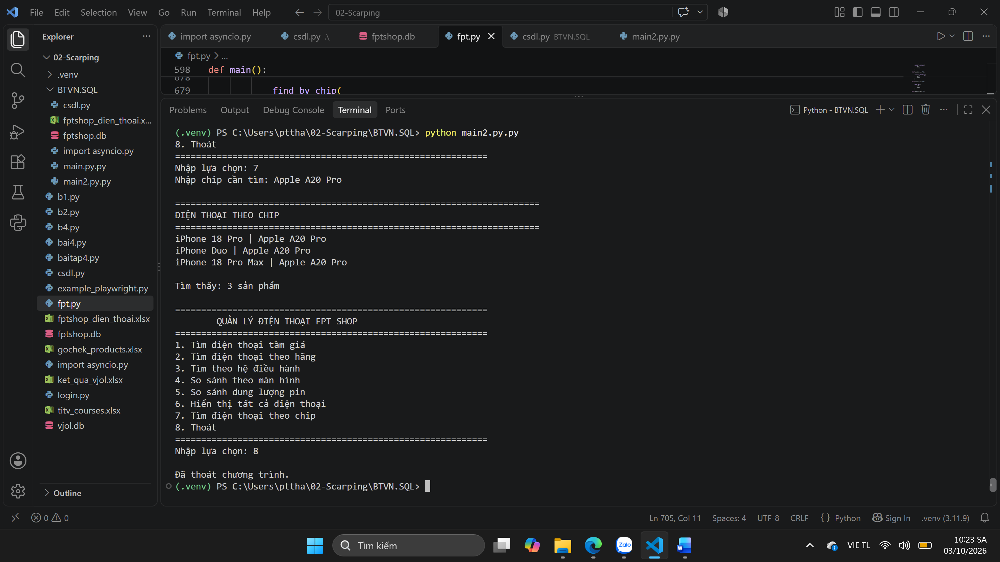 File Edit Selection View Go Run Terminal Help
02-Scarping
Explorer
import asyncio.py
csdl.py .\
fptshop.db
fpt.py
csdl.py BTVN.SQL
main2.py.py
02-Scarping
.venv
BTVN.SQL
csdl.py
fptshop_dien_thoai.x...
fptshop.db
import asyncio.py
main.py.py
main2.py.py
b1.py
b2.py
b4.py
bai4.py
baitap4.py
csdl.py
example_playwright.py
fpt.py
fptshop_dien_thoai.xlsx
fptshop.db
gochek_products.xlsx
import asyncio.py
ket_qua_vjol.xlsx
login.py
titv_courses.xlsx
vjol.db
Outline
fpt.py > ...
598 def main():
678
679 find_by_chip(
Problems Output Debug Console Terminal Ports
Python - BTVN.SQL
(.venv) PS C:\Users\pttha\02-Scarping\BTVN.SQL> python main2.py.py
8. Thoát
============================================================
Nhập lựa chọn: 7
Nhập chip cần tìm: Apple A20 Pro
======================================================================
ĐIỆN THOẠI THEO CHIP
======================================================================
iPhone 18 Pro | Apple A20 Pro
iPhone Duo | Apple A20 Pro
iPhone 18 Pro Max | Apple A20 Pro
Tìm thấy: 3 sản phẩm
============================================================
QUẢN LÝ ĐIỆN THOẠI FPT SHOP
============================================================
1. Tìm điện thoại tầm giá
2. Tìm điện thoại theo hãng
3. Tìm theo hệ điều hành
4. So sánh theo màn hình
5. So sánh dung lượng pin
6. Hiển thị tất cả điện thoại
7. Tìm điện thoại theo chip
8. Thoát
============================================================
Nhập lựa chọn: 8
Đã thoát chương trình.
(.venv) PS C:\Users\pttha\02-Scarping\BTVN.SQL>
0 0
Ln 705, Col 11 Spaces: 4 UTF-8 CRLF {} Python Sign In .venv (3.11.9)
Tìm kiếm
Zalo
W
VIE TL
10:23 SA
03/10/2026